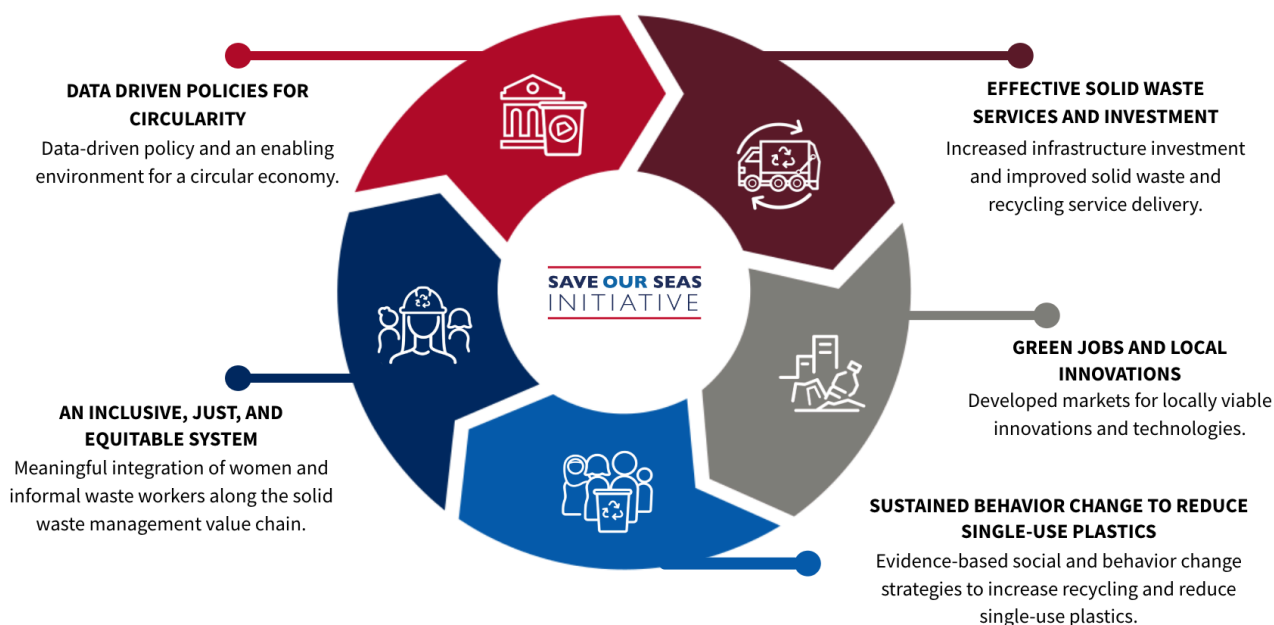 DATA DRIVEN POLICIES FOR
CIRCULARITY
Data-driven policy and an enabling
environment for a circular economy.
EFFECTIVE SOLID WASTE
SERVICES AND INVESTMENT
Increased infrastructure investment
and improved solid waste and
recycling service delivery.
SAVE OUR SEAS
INITIATIVE
GREEN JOBS AND LOCAL
INNOVATIONS
Developed markets for locally viable
innovations and technologies.
AN INCLUSIVE, JUST, AND
EQUITABLE SYSTEM
Meaningful integration of women and
informal waste workers along the solid
waste management value chain.
SUSTAINED BEHAVIOR CHANGE TO REDUCE
SINGLE-USE PLASTICS
Evidence-based social and behavior change
strategies to increase recycling and reduce
single-use plastics.